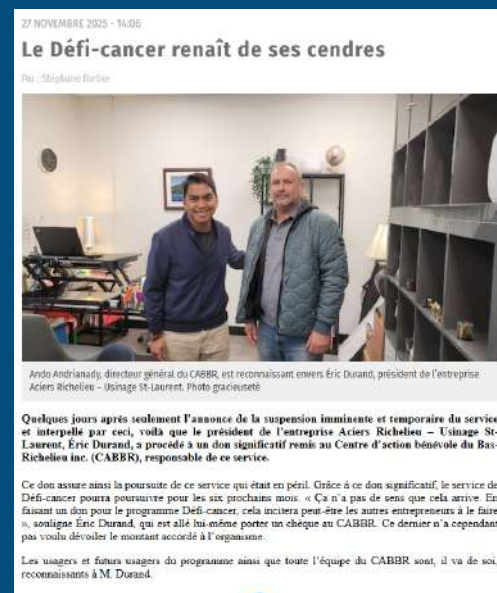 27 NOVEMBRE 2025 - 14:06
Le Défi-cancer renaît de ses cendres
Par : Stéphane Fortier
Ando Andrianady, directeur général du CABBR, est reconnaissant envers Éric Durand, président de l'entreprise
Aciers Richelieu – Usinage St-Laurent. Photo gracieuseté
Quelques jours après seulement l'annonce de la suspension imminente et temporaire du service
et interpellé par ceci, voilà que le président de l'entreprise Aciers Richelieu – Usinage St-
Laurent, Éric Durand, a procédé à un don significatif remis au Centre d'action bénévole du Bas-
Richelieu inc. (CABBR), responsable de ce service.
Ce don assure ainsi la poursuite de ce service qui était en péril. Grâce à ce don significatif, le service de
Défi-cancer pourra poursuivre pour les six prochains mois. « Ça n'a pas de sens que cela arrive. En
faisant un don pour le programme Défi-cancer, cela incitera peut-être les autres entrepreneurs à le faire
», souligne Éric Durand, qui est allé lui-même porter un chèque au CABBR. Ce dernier n'a cependant
pas voulu dévoiler le montant accordé à l'organisme.
Les usagers et futurs usagers du programme ainsi que toute l'équipe du CABBR sont, il va de soi,
reconnaissants à M. Durand